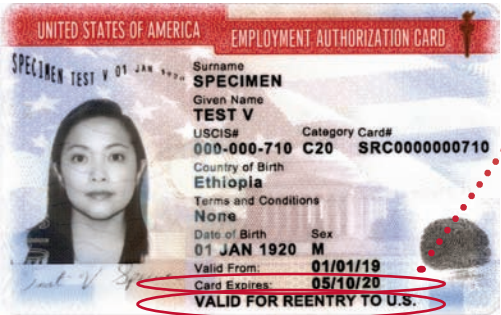 UNITED STATES OF AMERICA EMPLOYMENT AUTHORIZATION CARD
SPECIMEN TEST V 01 JAN 1920
Surname
SPECIMEN
Given Name
TEST V
USCIS# Category Card#
000-000-710 C20 SRC0000000710
Country of Birth
Ethiopia
Terms and Conditions
None
Date of Birth Sex
01 JAN 1920 M
Valid From: 01/01/19
Card Expires: 05/10/20
VALID FOR REENTRY TO U.S.
Test V